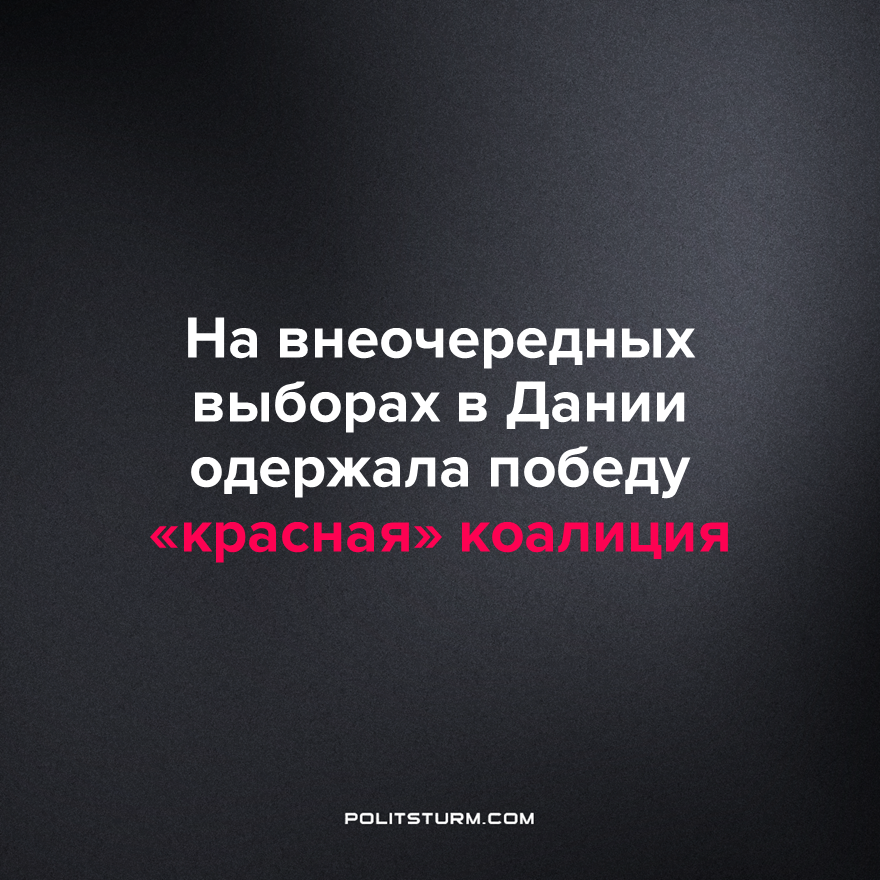 На внеочередных
выборах в Дании
одержала победу
«красная» коалиция
POLITSTURM.COM